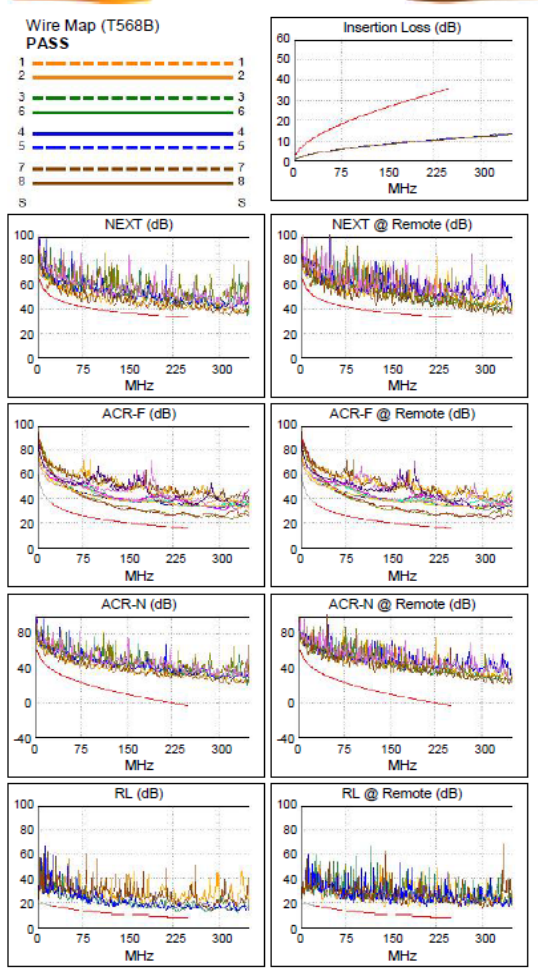 Wire Map (T568B)
PASS
1 1
2 2
3 3
6 6
4 4
5 5
7 7
8 8
S S
Insertion Loss (dB)
60
50
40
30
20
10
0
0 75 150 225 300
MHz
NEXT (dB)
100
80
60
40
20
0
0 75 150 225 300
MHz
NEXT @ Remote (dB)
100
80
60
40
20
0
0 75 150 225 300
MHz
ACR-F (dB)
100
80
60
40
20
0
0 75 150 225 300
MHz
ACR-F @ Remote (dB)
100
80
60
40
20
0
0 75 150 225 300
MHz
ACR-N (dB)
80
40
0
-40
0 75 150 225 300
MHz
ACR-N @ Remote (dB)
80
40
0
-40
0 75 150 225 300
MHz
RL (dB)
100
80
60
40
20
0
0 75 150 225 300
MHz
RL @ Remote (dB)
100
80
60
40
20
0
0 75 150 225 300
MHz